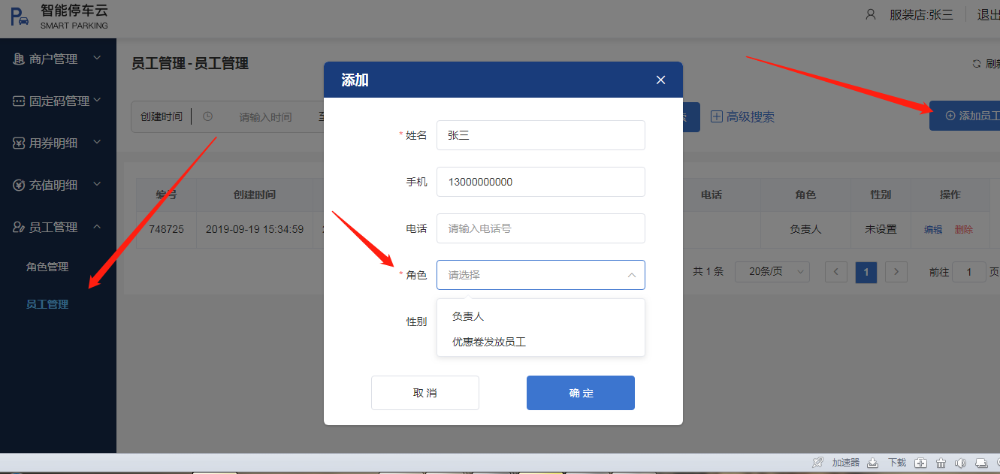 智能停车云
SMART PARKING
服装店:张三
退出
商户管理
固定码管理
用券明细
充值明细
员工管理
角色管理
员工管理
员工管理-员工管理
刷新
创建时间
请输入时间
至
高级搜索
添加员工
编号
创建时间
电话
角色
性别
操作
748725
2019-09-19 15:34:59
负责人
未设置
编辑
删除
共 1 条
20条/页
1
前往
1
页
添加
* 姓名
张三
手机
13000000000
电话
请输入电话号
* 角色
请选择
负责人
优惠卷发放员工
性别
取 消
确 定
加速器
下载